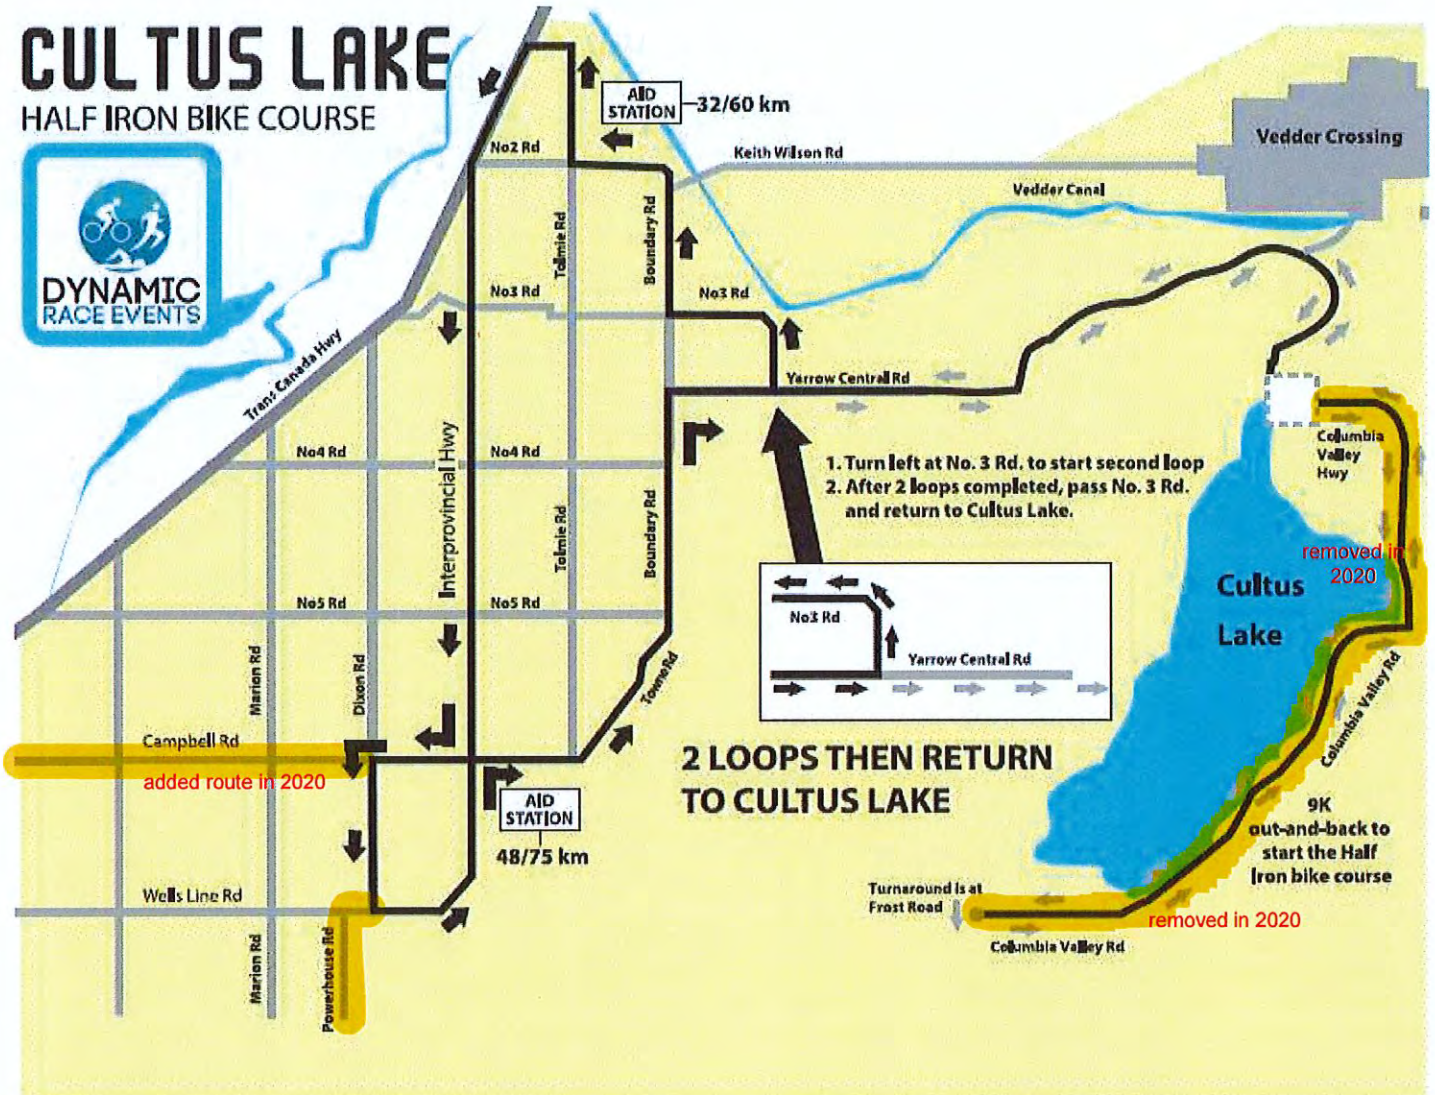 CULTUS LAKE
HALF IRON BIKE COURSE
DYNAMIC
RACE EVENTS
AID
STATION
32/60 km
No2 Rd
Keith Wilson Rd
Vedder Crossing
Vedder Canal
Tolmie Rd
Boundary Rd
No3 Rd
No3 Rd
Trans Canada Hwy
Yarrow Central Rd
Interprovincial Hwy
No4 Rd
No4 Rd
Columbia
Valley
Hwy
1. Turn left at No. 3 Rd. to start second loop
2. After 2 loops completed, pass No. 3 Rd.
and return to Cultus Lake.
Tolmie Rd
Boundary Rd
removed in
2020
Cultus
Lake
No5 Rd
No5 Rd
No3 Rd
Yarrow Central Rd
Marion Rd
Dixon Rd
Towne Rd
Columbia Valley Rd
Campbell Rd
added route in 2020
2 LOOPS THEN RETURN
TO CULTUS LAKE
AID
STATION
48/75 km
9K
out-and-back to
start the Half
Iron bike course
Wells Line Rd
Turnaround is at
Frost Road
removed in 2020
Columbia Valley Rd
Marion Rd
Powerhouse Rd